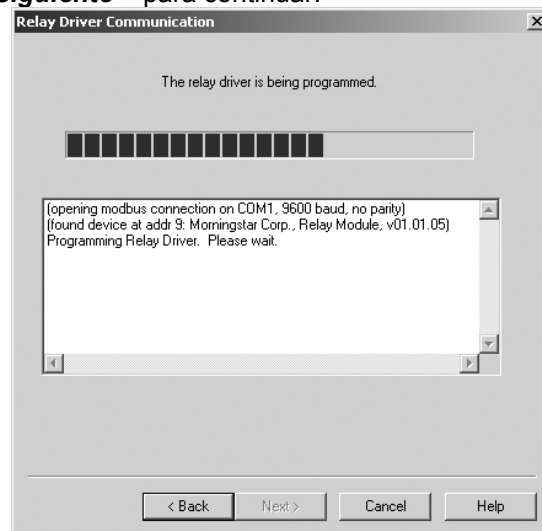 para continuar.
Relay Driver Communication
The relay driver is being programmed.
(opening modbus connection on COM1, 9600 baud, no parity)
(found device at addr 9: Morningstar Corp., Relay Module, v01.01.05)
Programming Relay Driver. Please wait.
< Back Next > Cancel Help